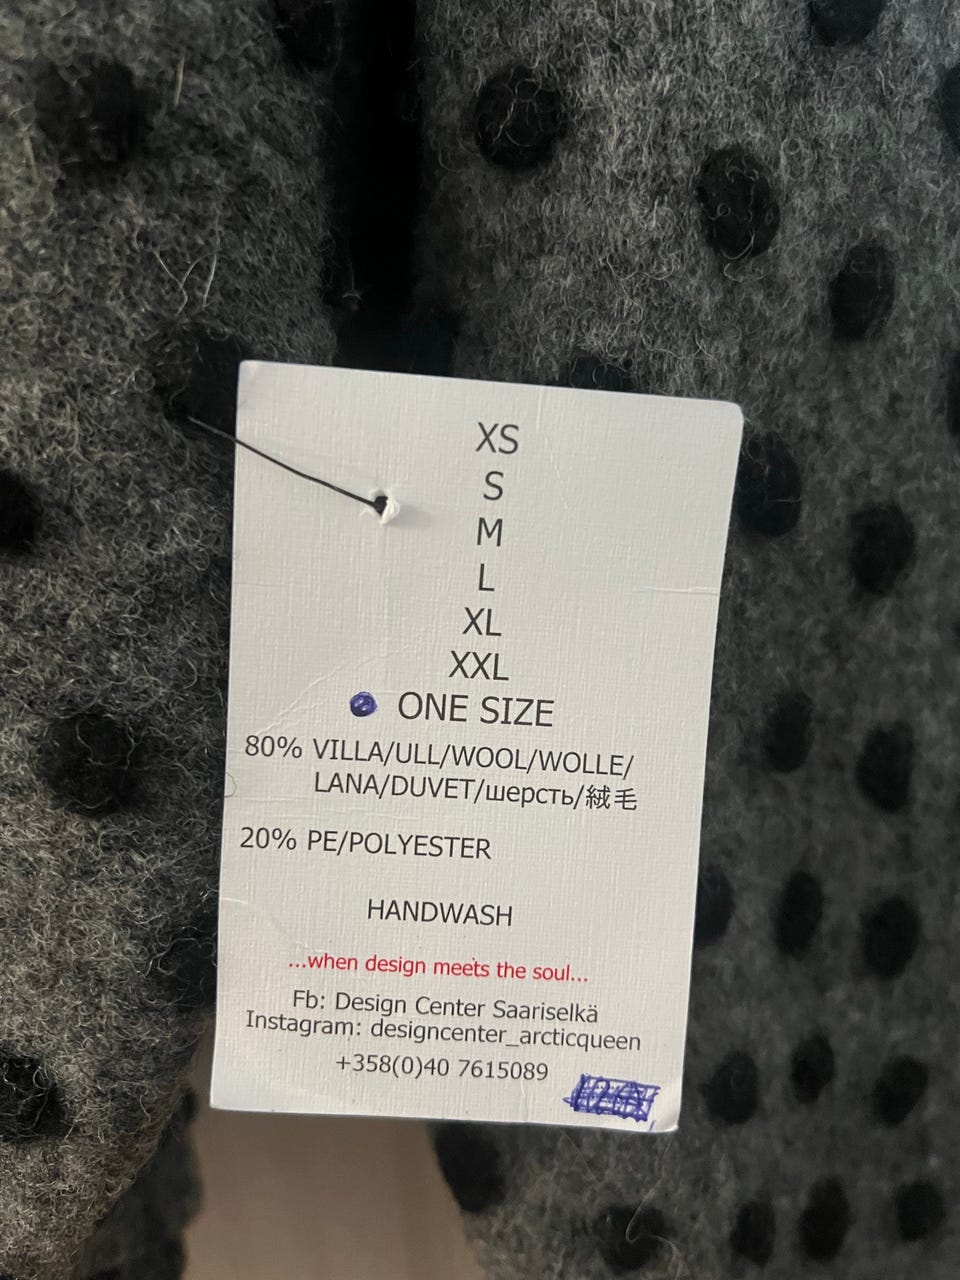 XS
S
M
L
XL
XXL
ONE SIZE
80% VILLA/ULL/WOOL/WOLLE/
LANA/DUVET/шерсть/絨毛
20% PE/POLYESTER
HANDWASH
...when design meets the soul...
Fb: Design Center Saariselkä
Instagram: designcenter_arcticqueen
+358(0)40 7615089